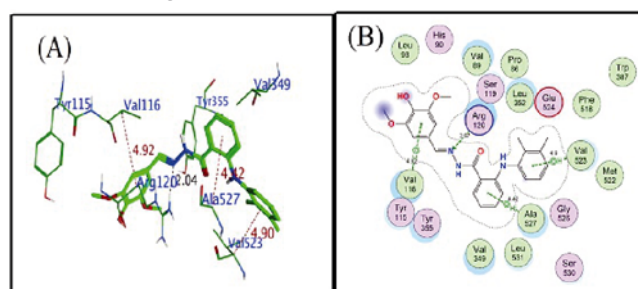 (A)
Val349
Tyr115
Val116
Tyr355
4.92
4.42
Arg120
2.04
Ala527
4.90
Val523
(B)
His 90
Leu 93
Val 89
Pro 86
Trp 387
Ser 119
Leu 352
Glu 524
Phe 518
HO
Arg 120
Val 523
Met 522
Val 116
Tyr 115
Tyr 355
Ala 527
Gly 526
Val 349
Leu 531
Ser 530